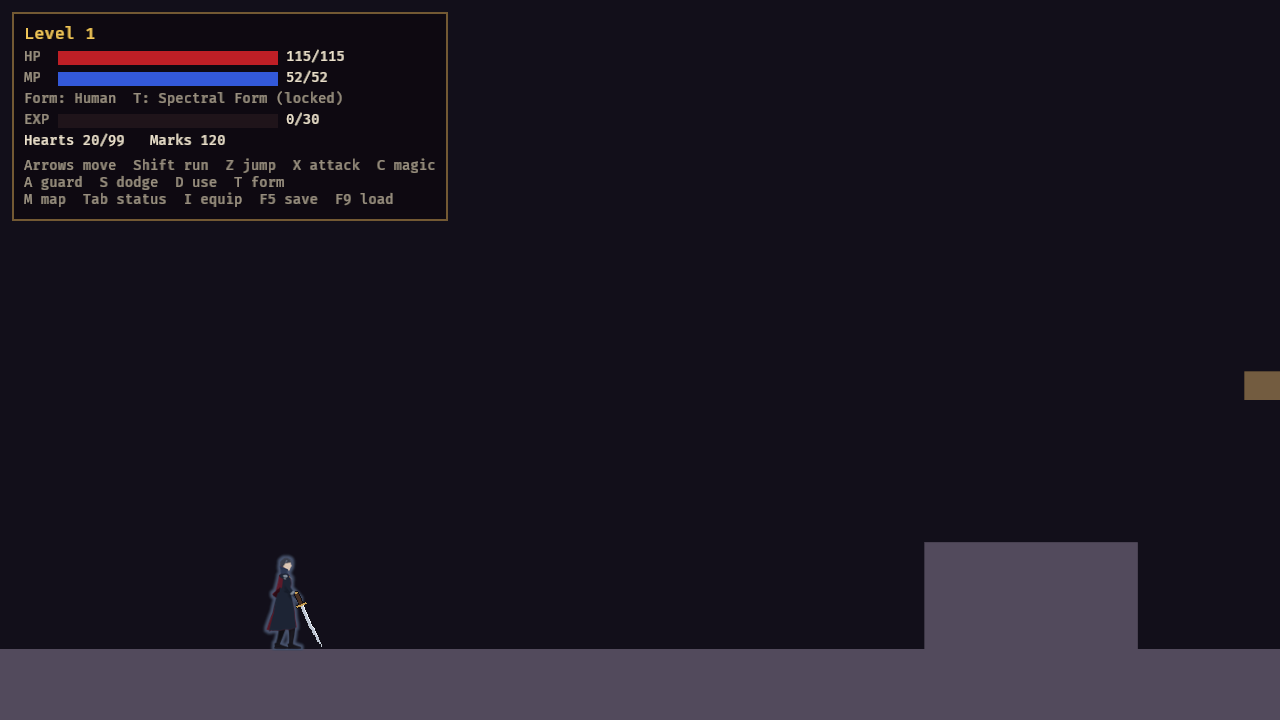 Level 1
HP 115/115
MP 52/52
Form: Human  T: Spectral Form (locked)
EXP 0/30
Hearts 20/99  Marks 120
Arrows move  Shift run  Z jump  X attack  C magic
A guard  S dodge  D use  T form
M map  Tab status  I equip  F5 save  F9 load